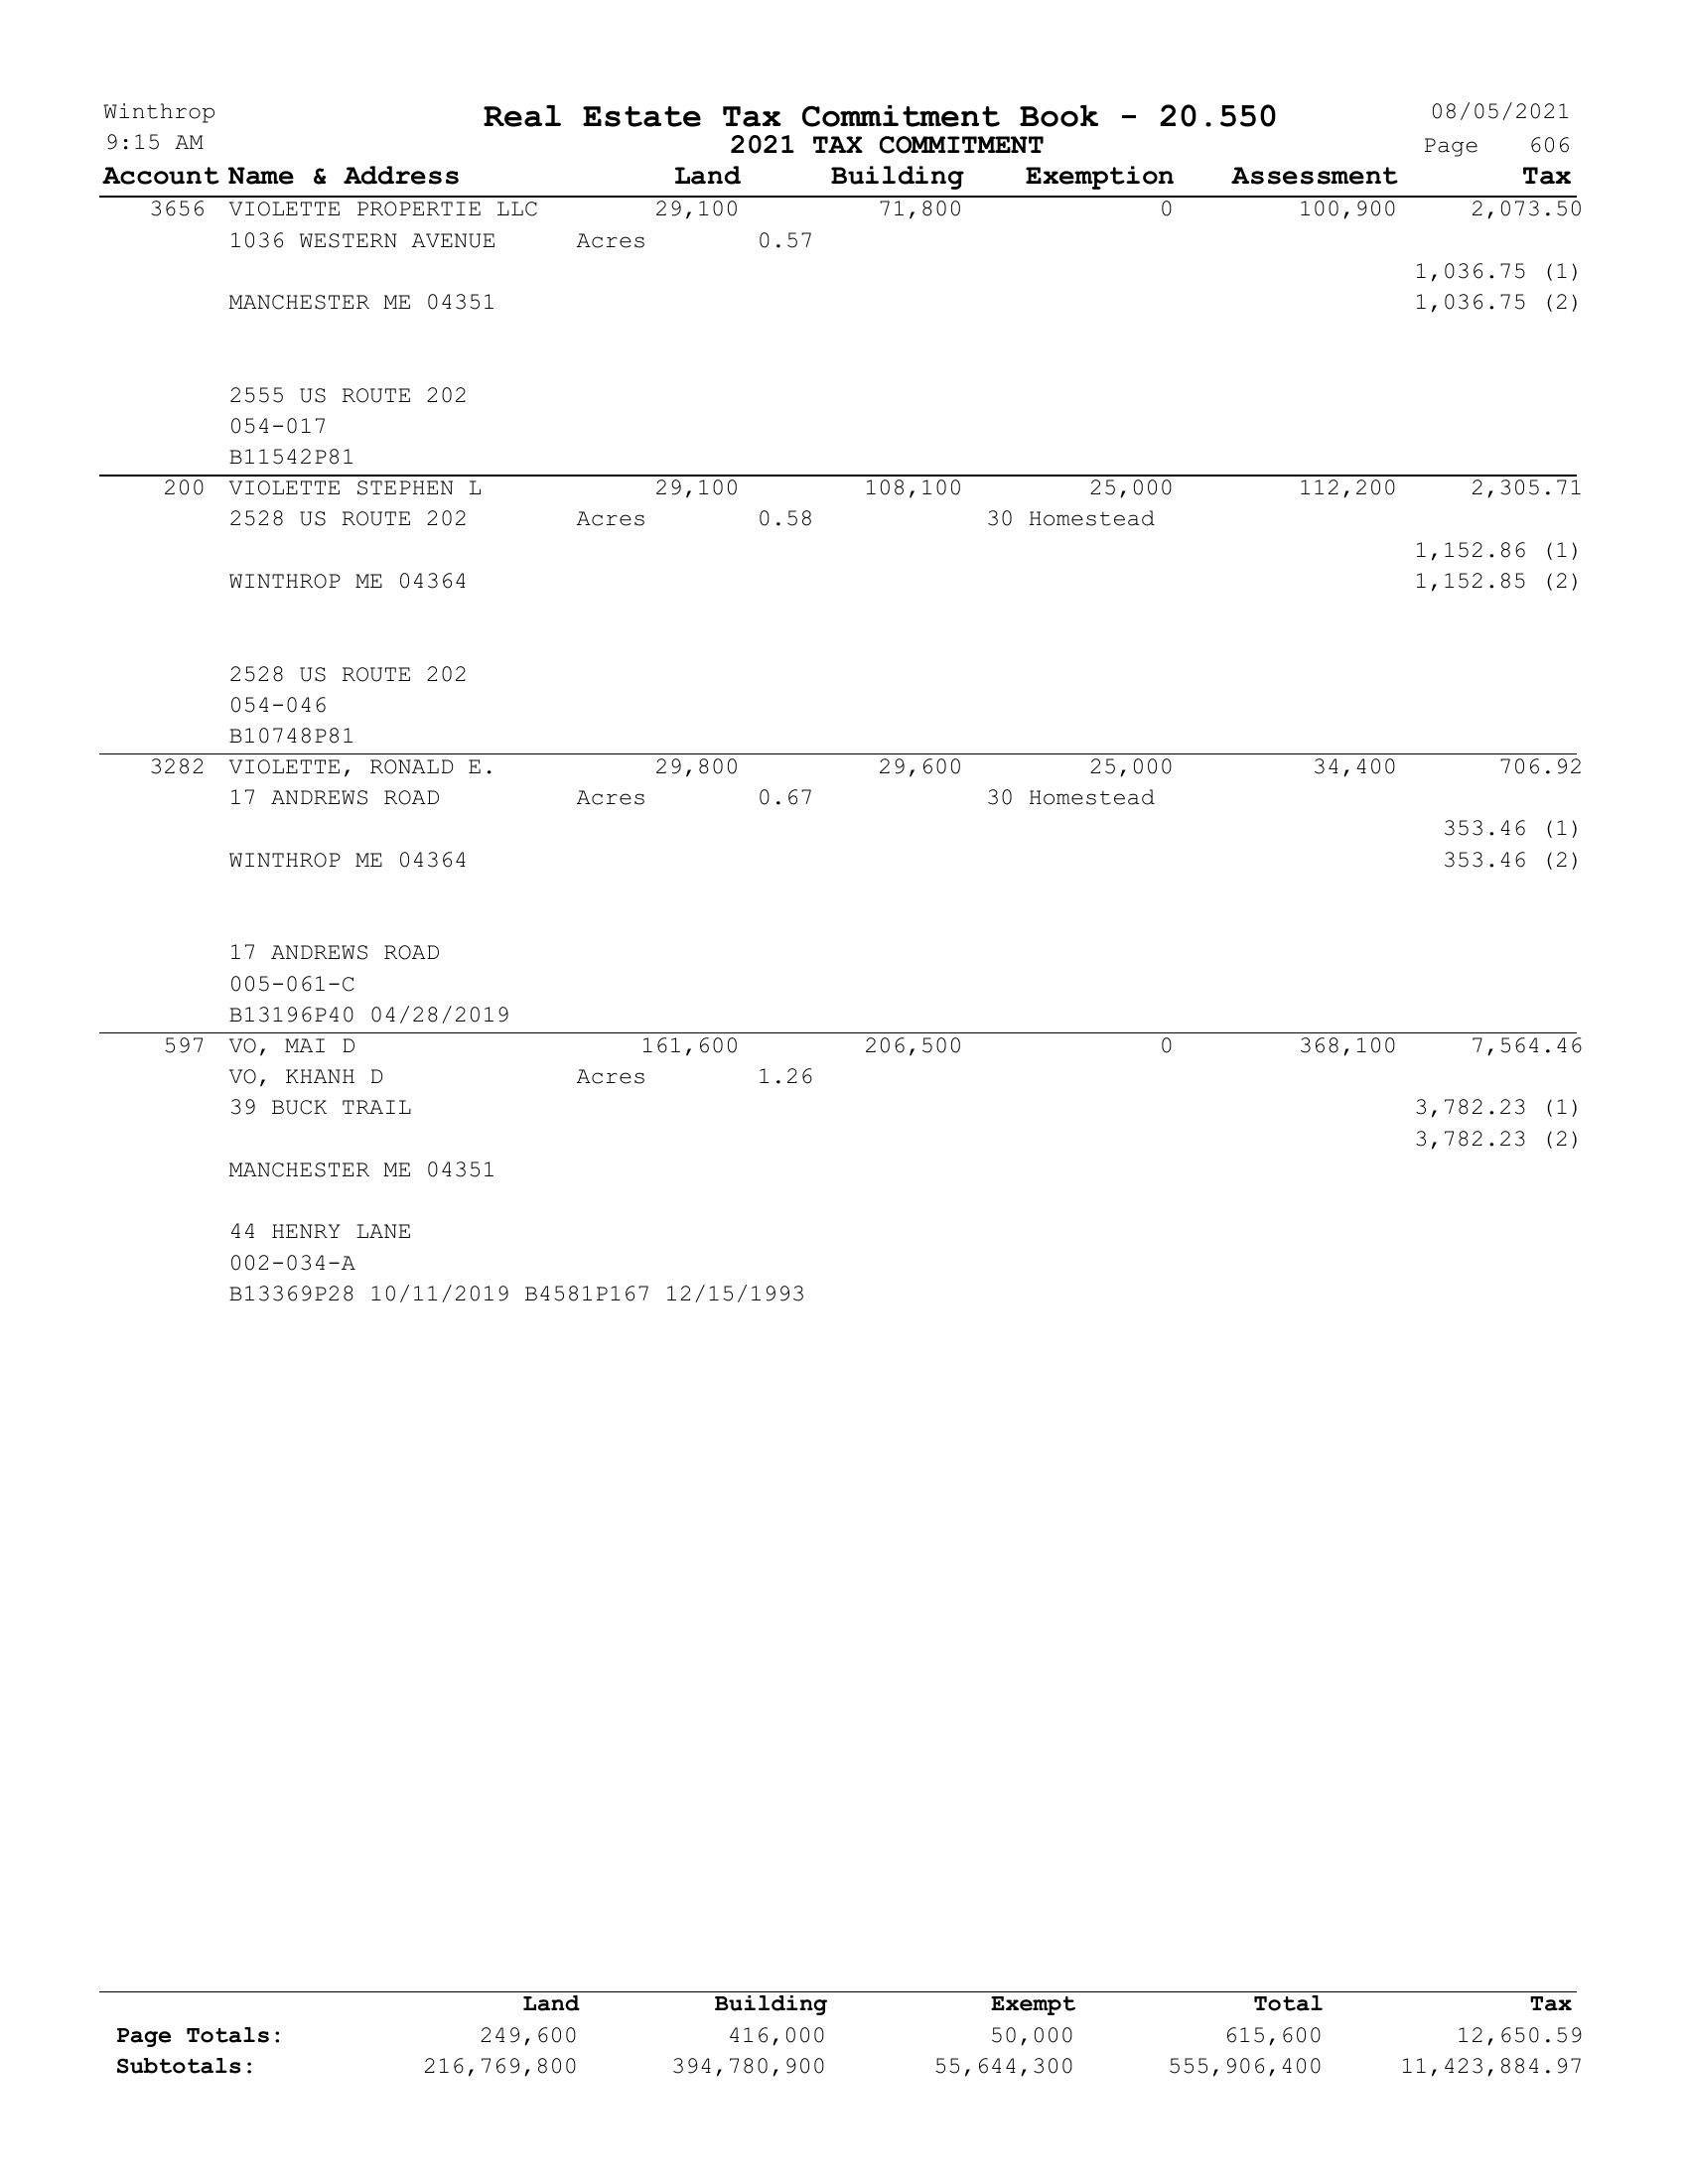 Winthrop Real Estate Tax Commitment Book - 20.550 08/05/2021
9:15 AM 2021 TAX COMMITMENT Page 606
Account Name & Address Land Building Exemption Assessment Tax
3656 VIOLETTE PROPERTIE LLC 29,100 71,800 0 100,900 2,073.50
1036 WESTERN AVENUE Acres 0.57
1,036.75 (1)
MANCHESTER ME 04351 1,036.75 (2)
2555 US ROUTE 202
054-017
B11542P81
200 VIOLETTE STEPHEN L 29,100 108,100 25,000 112,200 2,305.71
2528 US ROUTE 202 Acres 0.58 30 Homestead
1,152.86 (1)
WINTHROP ME 04364 1,152.85 (2)
2528 US ROUTE 202
054-046
B10748P81
3282 VIOLETTE, RONALD E. 29,800 29,600 25,000 34,400 706.92
17 ANDREWS ROAD Acres 0.67 30 Homestead
353.46 (1)
WINTHROP ME 04364 353.46 (2)
17 ANDREWS ROAD
005-061-C
B13196P40 04/28/2019
597 VO, MAI D 161,600 206,500 0 368,100 7,564.46
VO, KHANH D Acres 1.26
39 BUCK TRAIL 3,782.23 (1)
3,782.23 (2)
MANCHESTER ME 04351
44 HENRY LANE
002-034-A
B13369P28 10/11/2019 B4581P167 12/15/1993
Land Building Exempt Total Tax
Page Totals: 249,600 416,000 50,000 615,600 12,650.59
Subtotals: 216,769,800 394,780,900 55,644,300 555,906,400 11,423,884.97